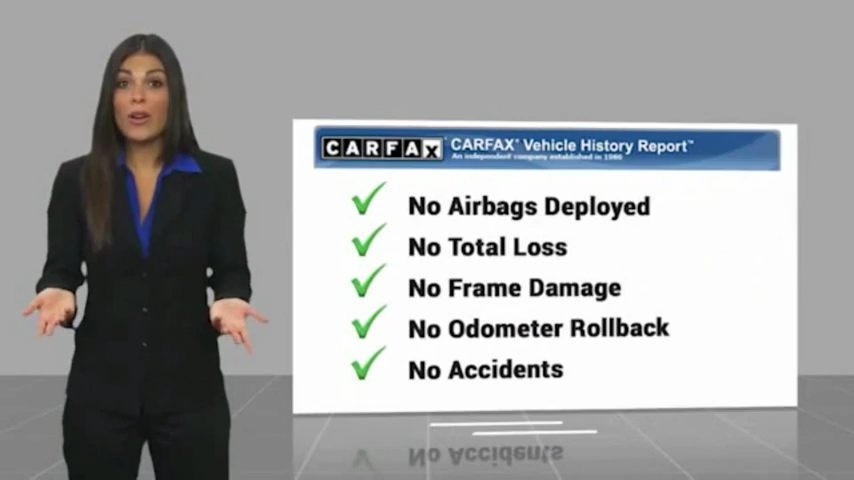 CARFAX CARFAX® Vehicle History Report™
An independent company established in 1986
No Airbags Deployed
No Total Loss
No Frame Damage
No Odometer Rollback
No Accidents
No Accidents